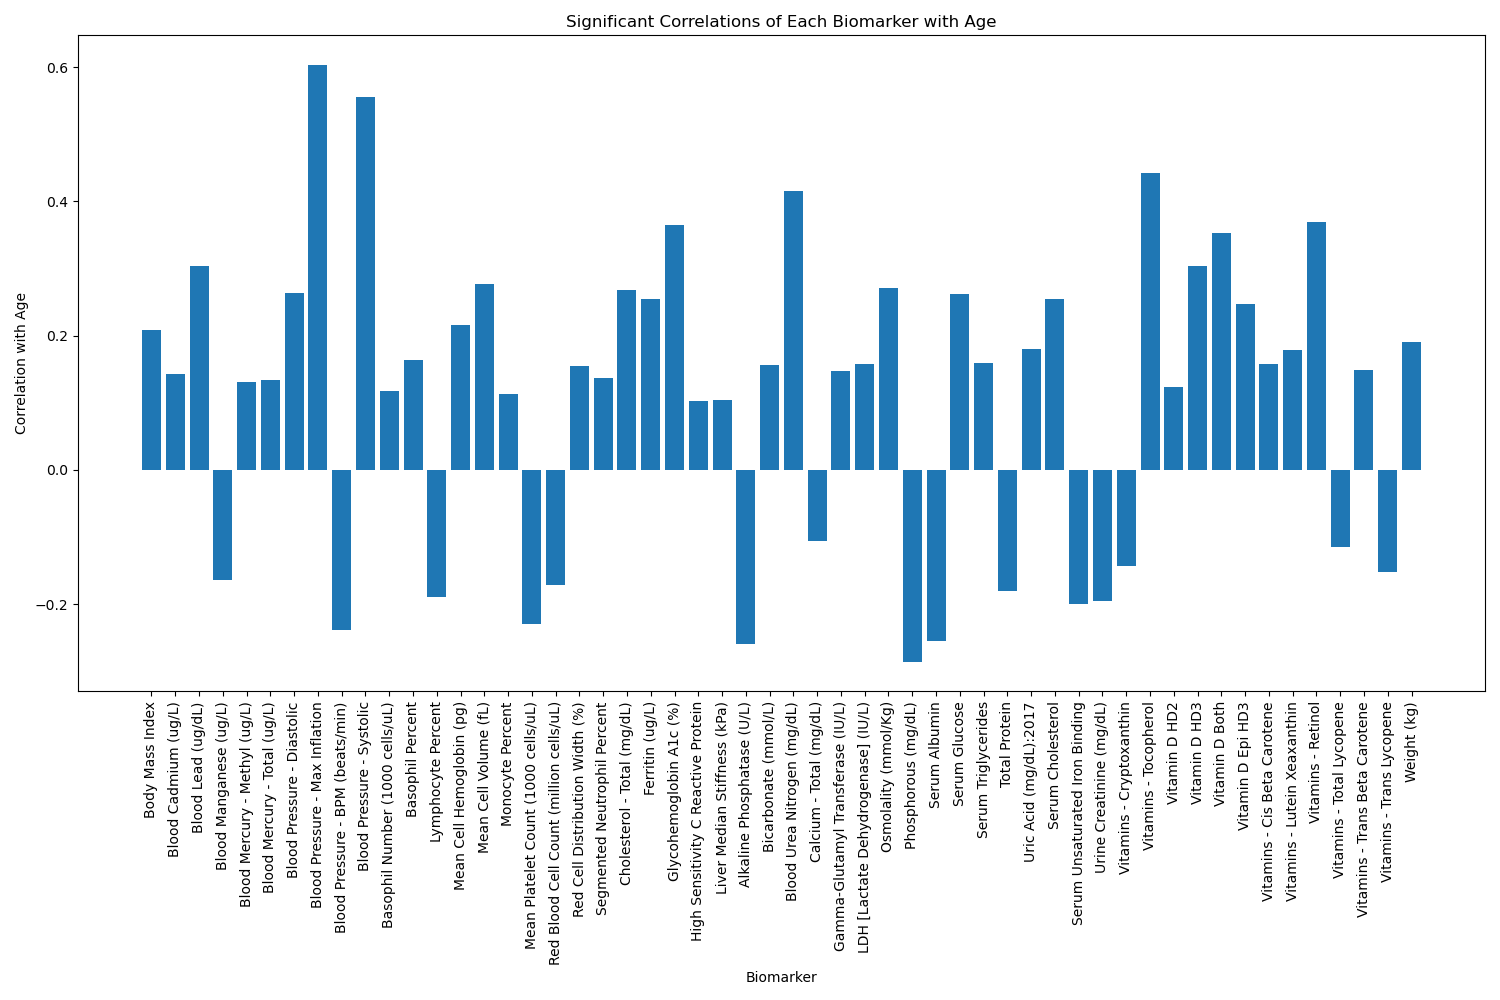 Significant Correlations of Each Biomarker with Age
Correlation with Age
0.6
0.4
0.2
0.0
−0.2
Body Mass Index
Blood Cadmium (ug/L)
Blood Lead (ug/dL)
Blood Manganese (ug/L)
Blood Mercury - Methyl (ug/L)
Blood Mercury - Total (ug/L)
Blood Pressure - Diastolic
Blood Pressure - Max Inflation
Blood Pressure - BPM (beats/min)
Blood Pressure - Systolic
Basophil Number (1000 cells/uL)
Basophil Percent
Lymphocyte Percent
Mean Cell Hemoglobin (pg)
Mean Cell Volume (fL)
Monocyte Percent
Mean Platelet Count (1000 cells/uL)
Red Blood Cell Count (million cells/uL)
Red Cell Distribution Width (%)
Segmented Neutrophil Percent
Cholesterol - Total (mg/dL)
Ferritin (ug/L)
Glycohemoglobin A1c (%)
High Sensitivity C Reactive Protein
Liver Median Stiffness (kPa)
Alkaline Phosphatase (U/L)
Bicarbonate (mmol/L)
Blood Urea Nitrogen (mg/dL)
Calcium - Total (mg/dL)
Gamma-Glutamyl Transferase (IU/L)
LDH [Lactate Dehydrogenase] (IU/L)
Osmolality (mmol/Kg)
Phosphorous (mg/dL)
Serum Albumin
Serum Glucose
Serum Triglycerides
Total Protein
Uric Acid (mg/dL):2017
Serum Cholesterol
Serum Unsaturated Iron Binding
Urine Creatinine (mg/dL)
Vitamins - Cryptoxanthin
Vitamins - Tocopherol
Vitamin D HD2
Vitamin D HD3
Vitamin D Both
Vitamin D Epi HD3
Vitamins - Cis Beta Carotene
Vitamins - Lutein Xeaxanthin
Vitamins - Retinol
Vitamins - Total Lycopene
Vitamins - Trans Beta Carotene
Vitamins - Trans Lycopene
Weight (kg)
Biomarker